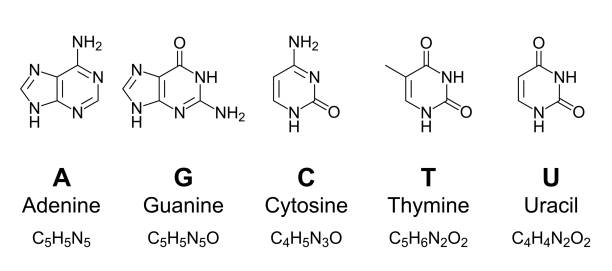 NH₂ O NH₂ O O
N N N NH N NH NH
N N N N NH₂ N O N O N O
H H H H H
A G C T U
Adenine Guanine Cytosine Thymine Uracil
C₅H₅N₅ C₅H₅N₅O C₄H₅N₃O C₅H₆N₂O₂ C₄H₄N₂O₂